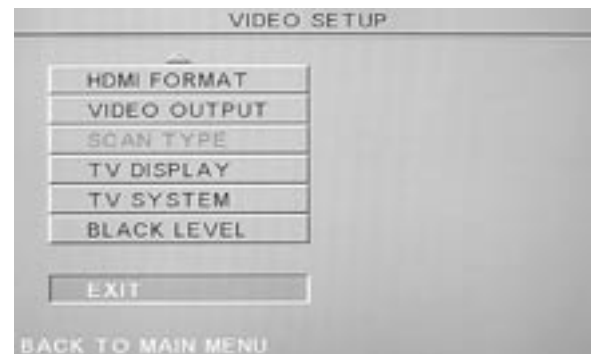 VIDEO SETUP
HDMI FORMAT
VIDEO OUTPUT
SCAN TYPE
TV DISPLAY
TV SYSTEM
BLACK LEVEL
EXIT
BACK TO MAIN MENU